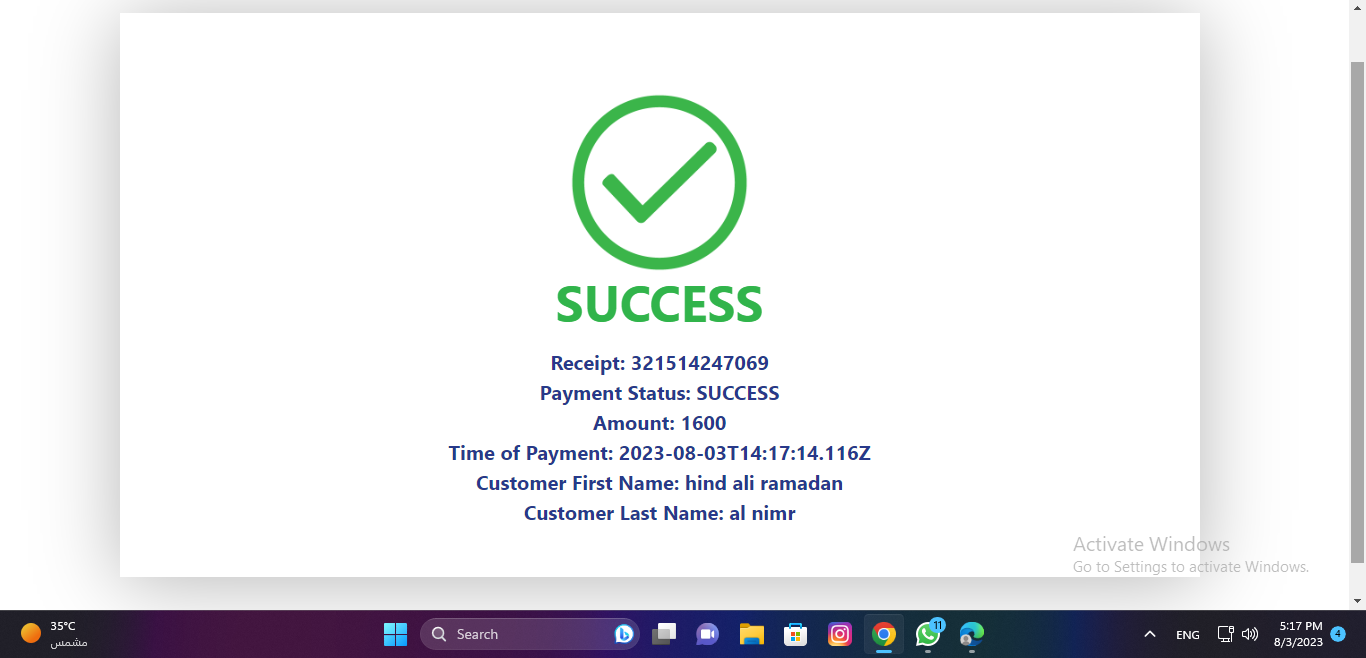 SUCCESS
Receipt: 321514247069
Payment Status: SUCCESS
Amount: 1600
Time of Payment: 2023-08-03T14:17:14.116Z
Customer First Name: hind ali ramadan
Customer Last Name: al nimr
Activate Windows
Go to Settings to activate Windows.
35°C
مشمس
Search
11
ENG
5:17 PM
8/3/2023
4